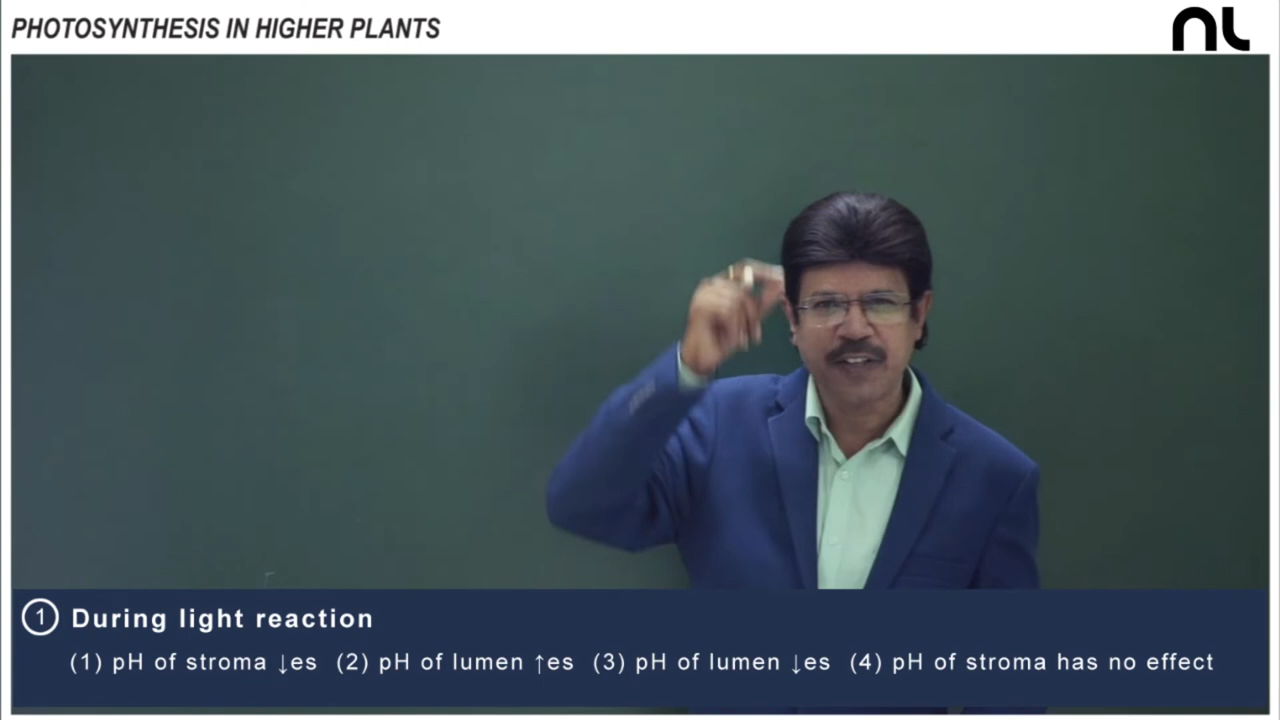 PHOTOSYNTHESIS IN HIGHER PLANTS
NL
1 During light reaction
(1) pH of stroma ↓es (2) pH of lumen ↑es (3) pH of lumen ↓es (4) pH of stroma has no effect